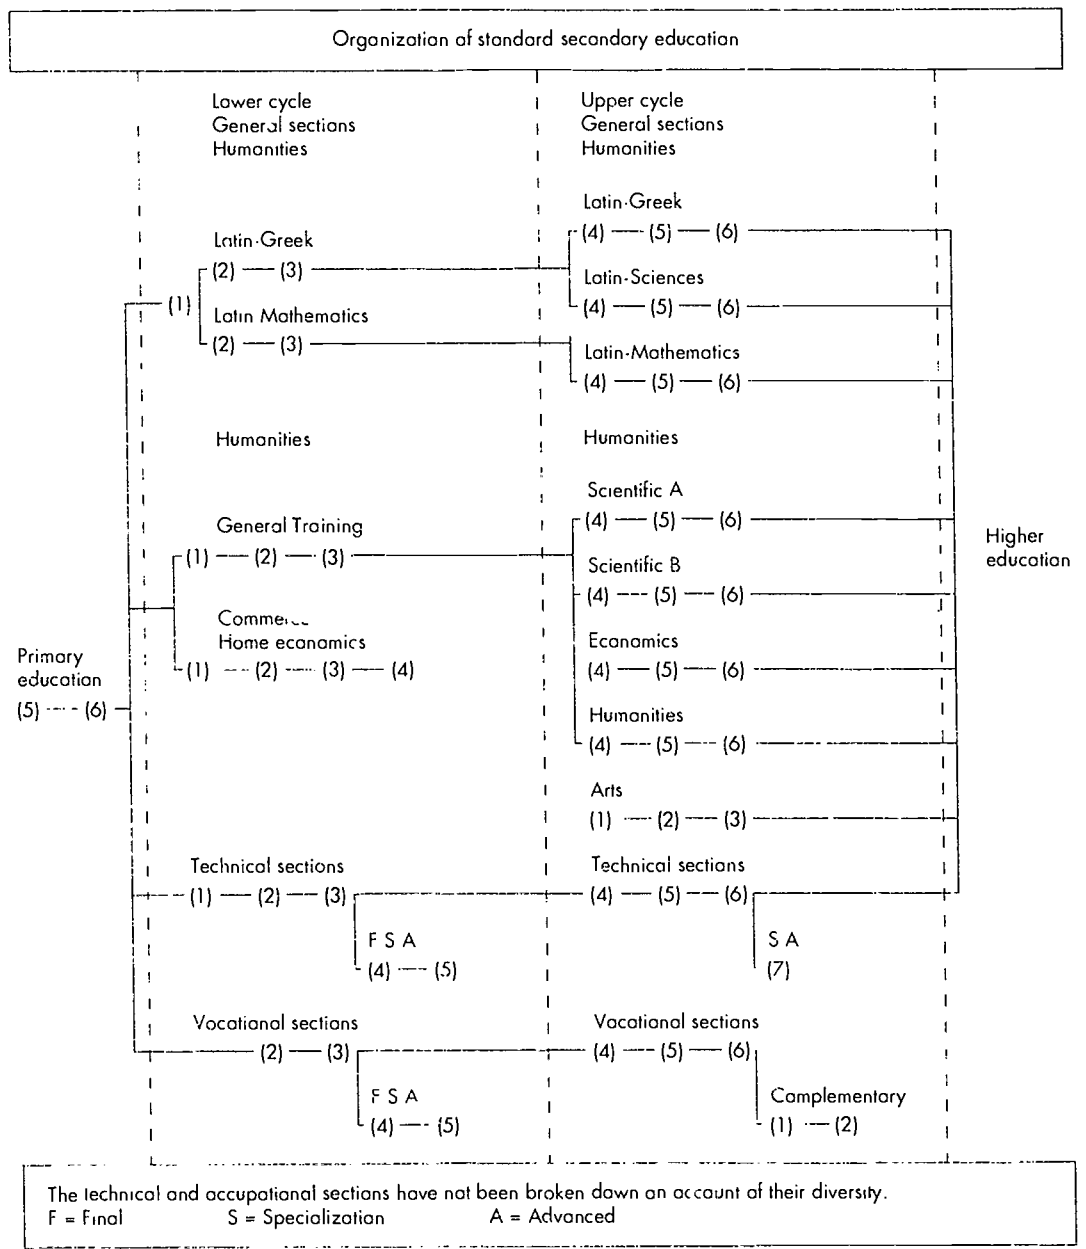 Organization of standard secondary education
Lower cycle
General sections
Humanities
Upper cycle
General sections
Humanities
Latin-Greek
(4) — (5) — (6)
Latin-Greek
(2) — (3)
Latin-Sciences
(4) — (5) — (6)
(1)
Latin Mathematics
(2) — (3)
Latin-Mathematics
(4) — (5) — (6)
Humanities
Humanities
Scientific A
(4) — (5) — (6)
General Training
(1) — (2) — (3)
Higher
education
Scientific B
(4) — (5) — (6)
Home economics
(1) — (2) — (3) — (4)
Economics
(4) — (5) — (6)
Primary
education
(5) — (6)
Humanities
(4) — (5) — (6)
Arts
(1) — (2) — (3)
Technical sections
(1) — (2) — (3)
Technical sections
(4) — (5) — (6)
F S A
(4) — (5)
S A
(7)
Vocational sections
(2) — (3)
Vocational sections
(4) — (5) — (6)
F S A
(4) — (5)
Complementary
(1) — (2)
The technical and occupational sections have not been broken down on account of their diversity.
F = Final S = Specialization A = Advanced